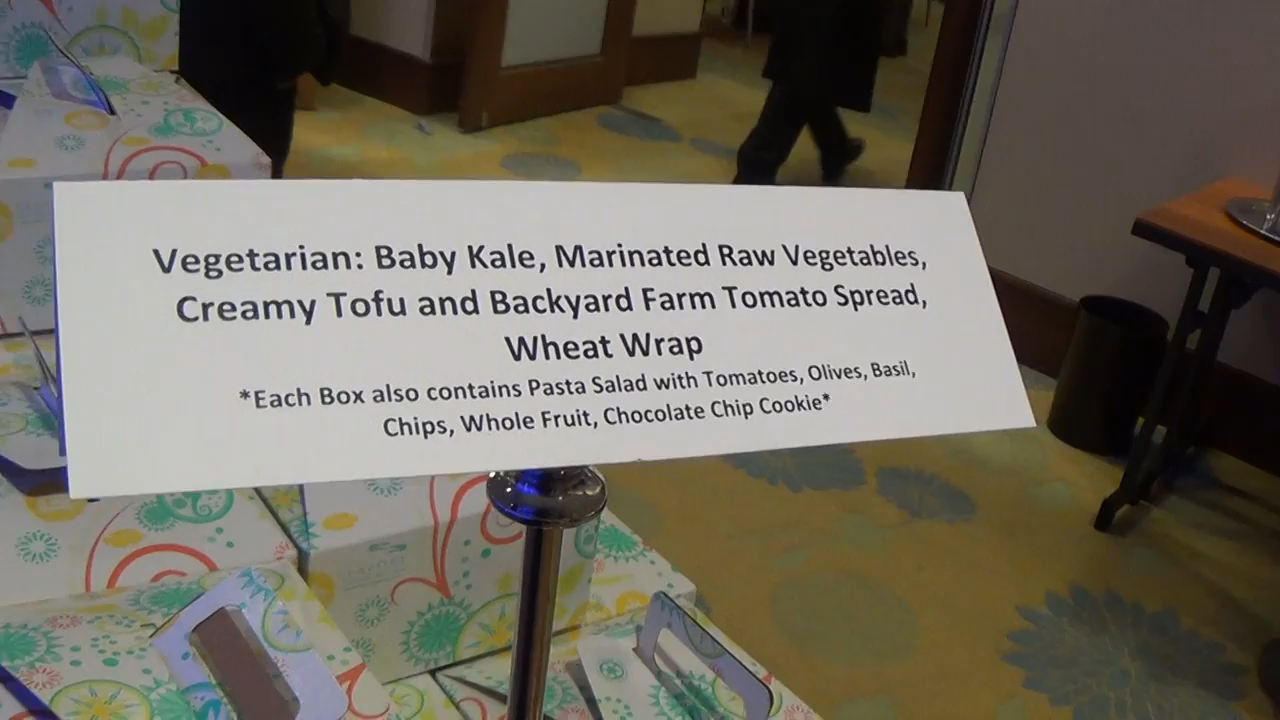 Vegetarian: Baby Kale, Marinated Raw Vegetables,
Creamy Tofu and Backyard Farm Tomato Spread,
Wheat Wrap
*Each Box also contains Pasta Salad with Tomatoes, Olives, Basil,
Chips, Whole Fruit, Chocolate Chip Cookie*